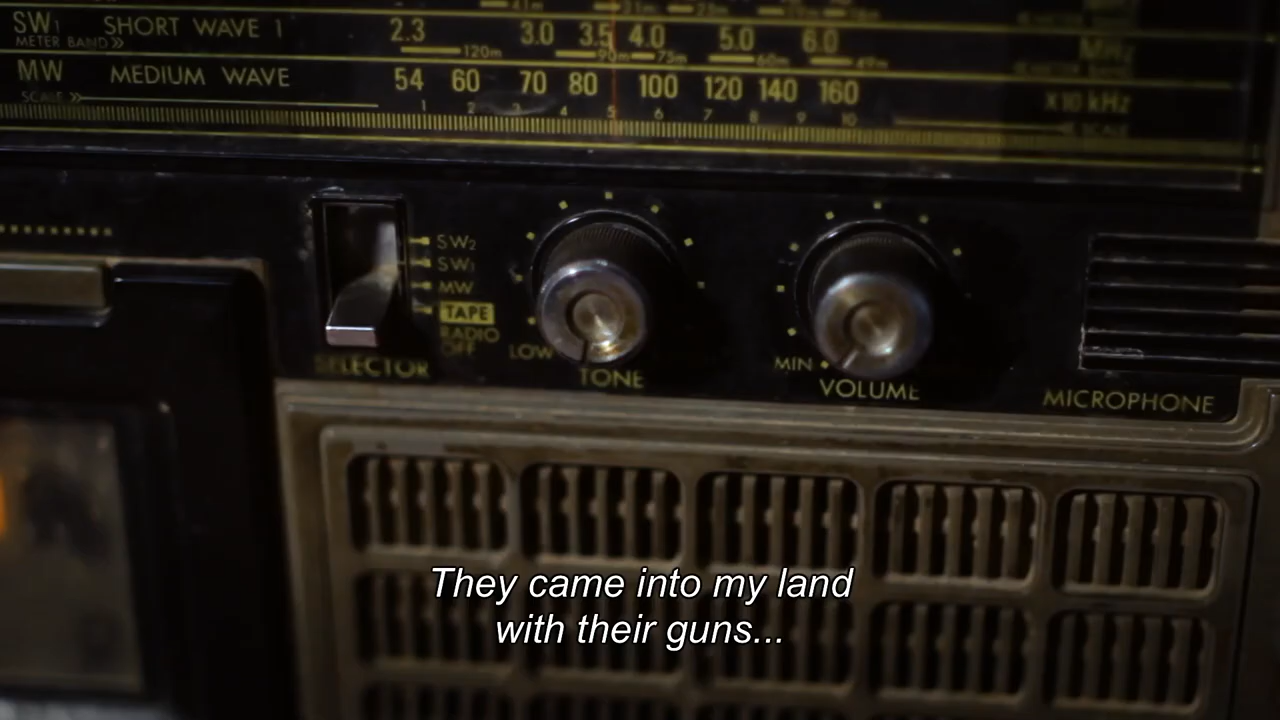 SW1 SHORT WAVE 1 2.3 3.0 3.5 4.0 5.0 6.0 MHz
METER BAND» 120m 90m 75m 60m 49m
MW MEDIUM WAVE 54 60 70 80 100 120 140 160 X10 kHz
SCALE » 1 2 3 4 5 6 7 8 9 10 SCALE
SW2
SW1
MW
TAPE
RADIO
OFF
SELECTOR
LOW
TONE
MIN
VOLUME
MICROPHONE
They came into my land
with their guns...